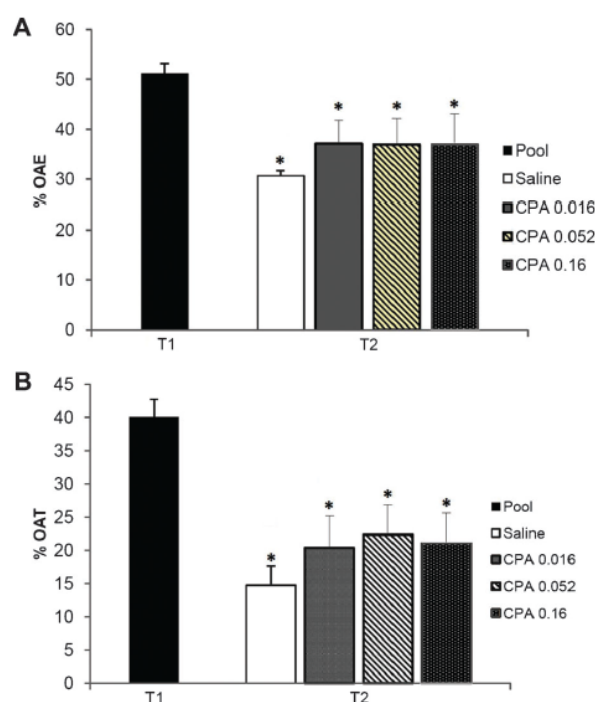 A
60
50
40
30
20
10
0
% OAE
*
*
*
*
T1
T2
Pool
Saline
CPA 0.016
CPA 0.052
CPA 0.16
B
45
40
35
30
25
20
15
10
5
0
% OAT
*
*
*
*
T1
T2
Pool
Saline
CPA 0.016
CPA 0.052
CPA 0.16